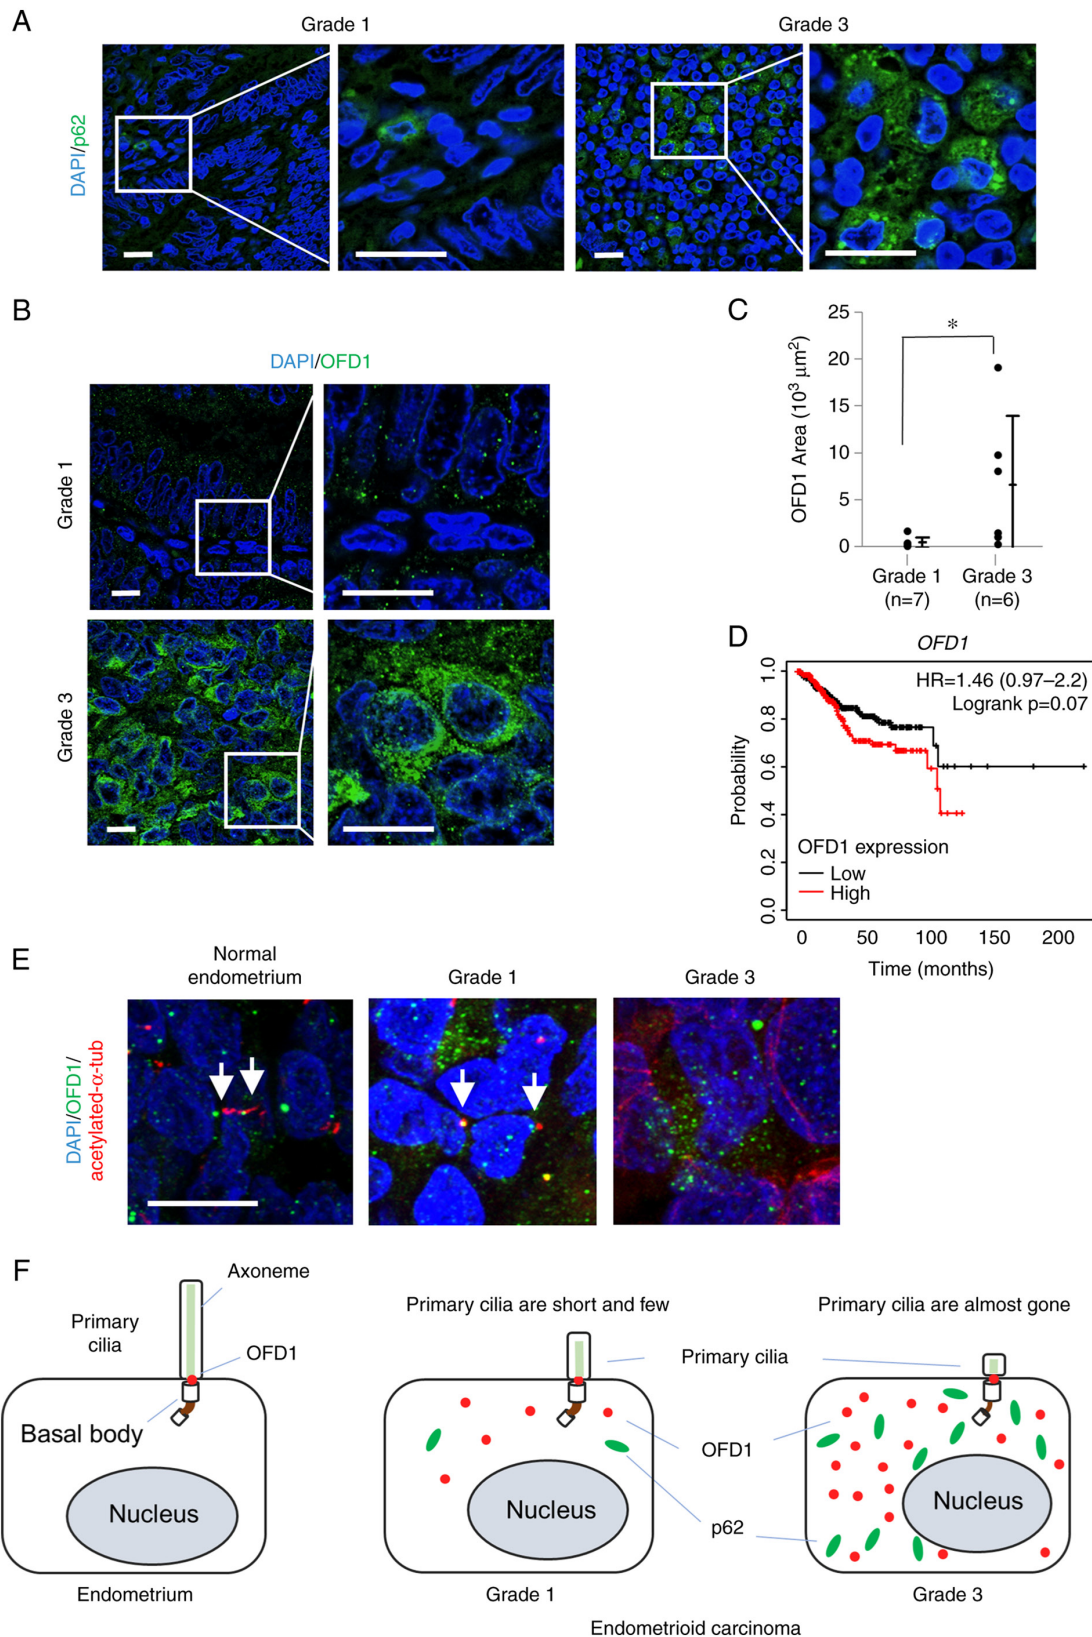 A
Grade 1
Grade 3
DAPI/p62
B
DAPI/OFD1
Grade 1
Grade 3
C
OFD1 Area (10³ µm²)
25
20
15
10
5
0
*
Grade 1
(n=7)
Grade 3
(n=6)
D
OFD1
HR=1.46 (0.97–2.2)
Logrank p=0.07
Probability
1.0
0.8
0.6
0.4
0.2
0.0
OFD1 expression
Low
High
0
50
100
150
200
Time (months)
E
Normal
endometrium
Grade 1
Grade 3
DAPI/OFD1/
acetylated-α-tub
F
Axoneme
Primary
cilia
OFD1
Basal body
Nucleus
Endometrium
Primary cilia are short and few
Primary cilia are almost gone
Primary cilia
OFD1
p62
Nucleus
Nucleus
Grade 1
Grade 3
Endometrioid carcinoma